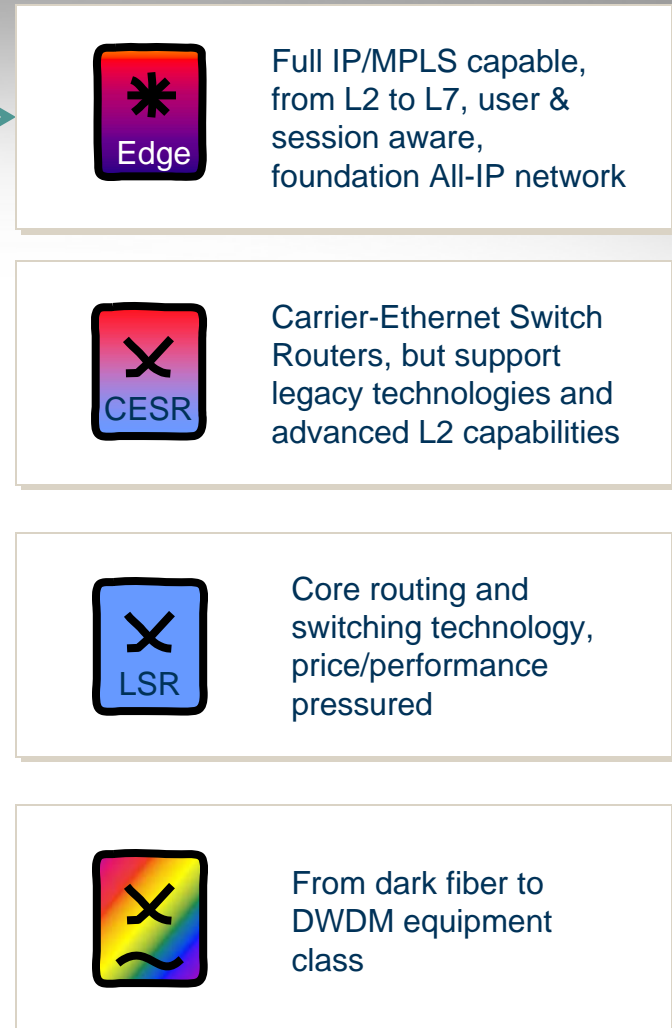 Edge
Full IP/MPLS capable,
from L2 to L7, user &
session aware,
foundation All-IP network
CESR
Carrier-Ethernet Switch
Routers, but support
legacy technologies and
advanced L2 capabilities
LSR
Core routing and
switching technology,
price/performance
pressured
From dark fiber to
DWDM equipment
class